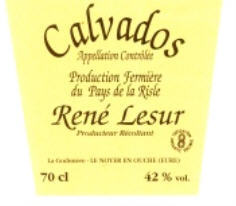 Calvados
Appellation Contrôlée
Production Fermière
du Pays de la Risle
René Lesur
Producteur Récoltant
LE NOYER EN OUCHE (EURE)
70 cl 42 % vol.